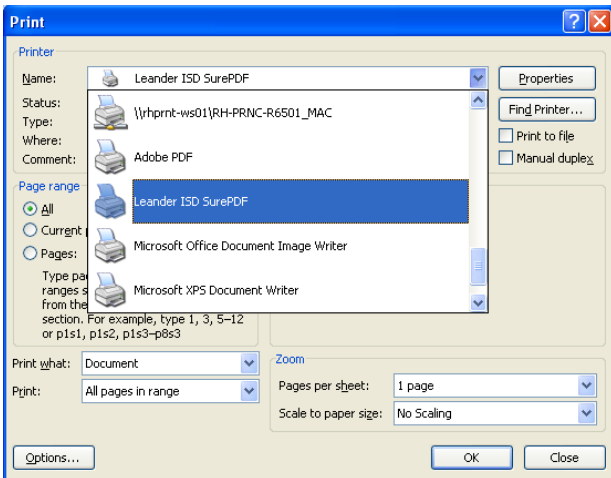 Print
Printer
Name: Leander ISD SurePDF
Properties
Status:
\\rhprnt-ws01\RH-PRNC-R6501_MAC
Find Printer...
Type:
Where:
Print to file
Comment:
Adobe PDF
Manual duplex
Page range
All
Leander ISD SurePDF
Current
Pages:
Microsoft Office Document Image Writer
Type
ranges
Microsoft XPS Document Writer
from the
section. For example, type 1, 3, 5–12
or p1s1, p1s2, p1s3–p8s3
Print what: Document
Zoom
Print: All pages in range
Pages per sheet: 1 page
Scale to paper size: No Scaling
Options...
OK
Close